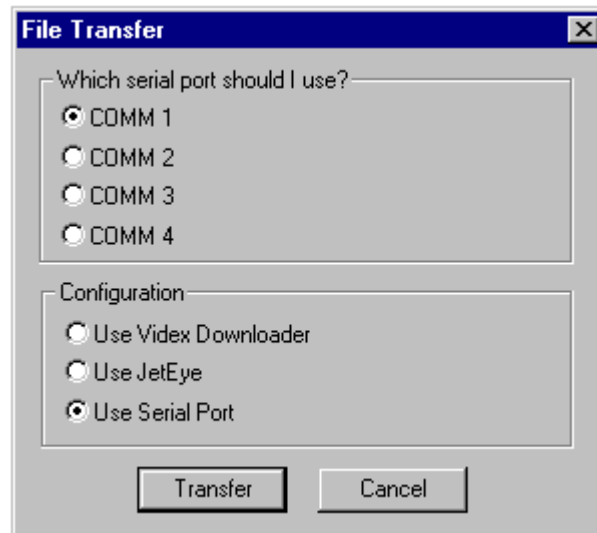 File Transfer
Which serial port should I use?
COMM 1
COMM 2
COMM 3
COMM 4
Configuration
Use Videx Downloader
Use JetEye
Use Serial Port
Transfer Cancel